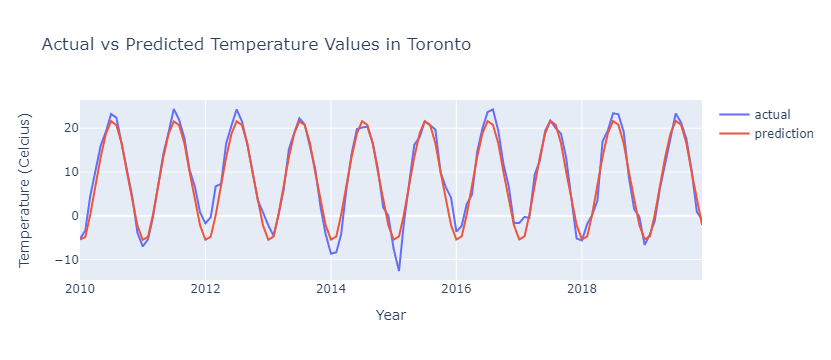 Actual vs Predicted Temperature Values in Toronto
actual
prediction
Temperature (Celcius)
20
10
0
−10
2010
2012
2014
2016
2018
Year